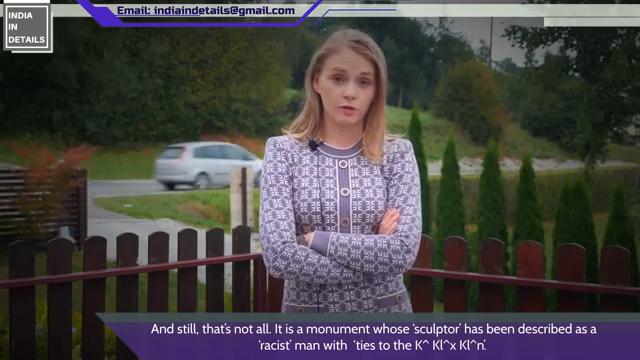 INDIA
IN
DETAILS
Email: indiaindetails@gmail.com
And still, that's not all. It is a monument whose 'sculptor' has been described as a
'racist' man with 'ties to the K^ Kl^x Kl^n'.